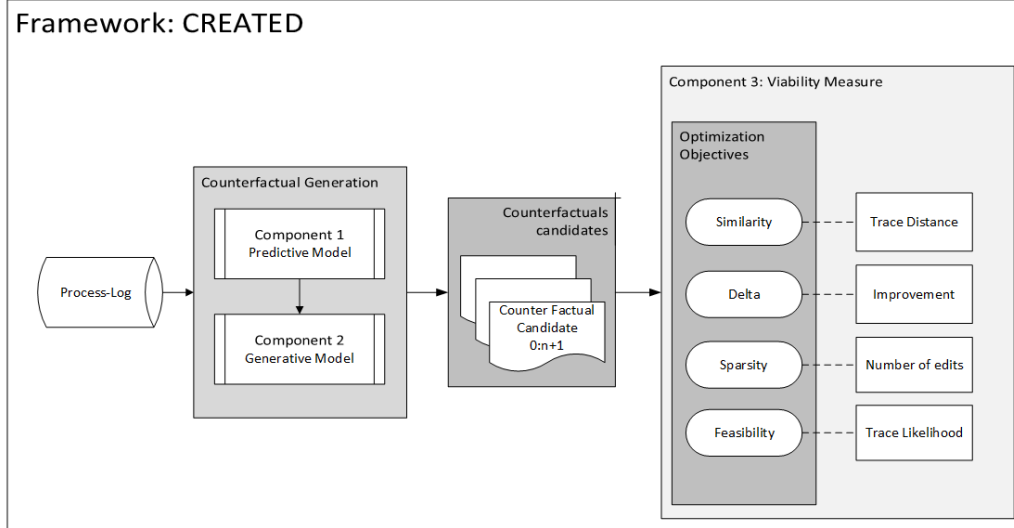 Framework: CREATED
Process-Log
Counterfactual Generation
Component 1
Predictive Model
Component 2
Generative Model
Counterfactuals
candidates
Counter Factual
Candidate
0:n+1
Component 3: Viability Measure
Optimization
Objectives
Similarity
Trace Distance
Delta
Improvement
Sparsity
Number of edits
Feasibility
Trace Likelihood